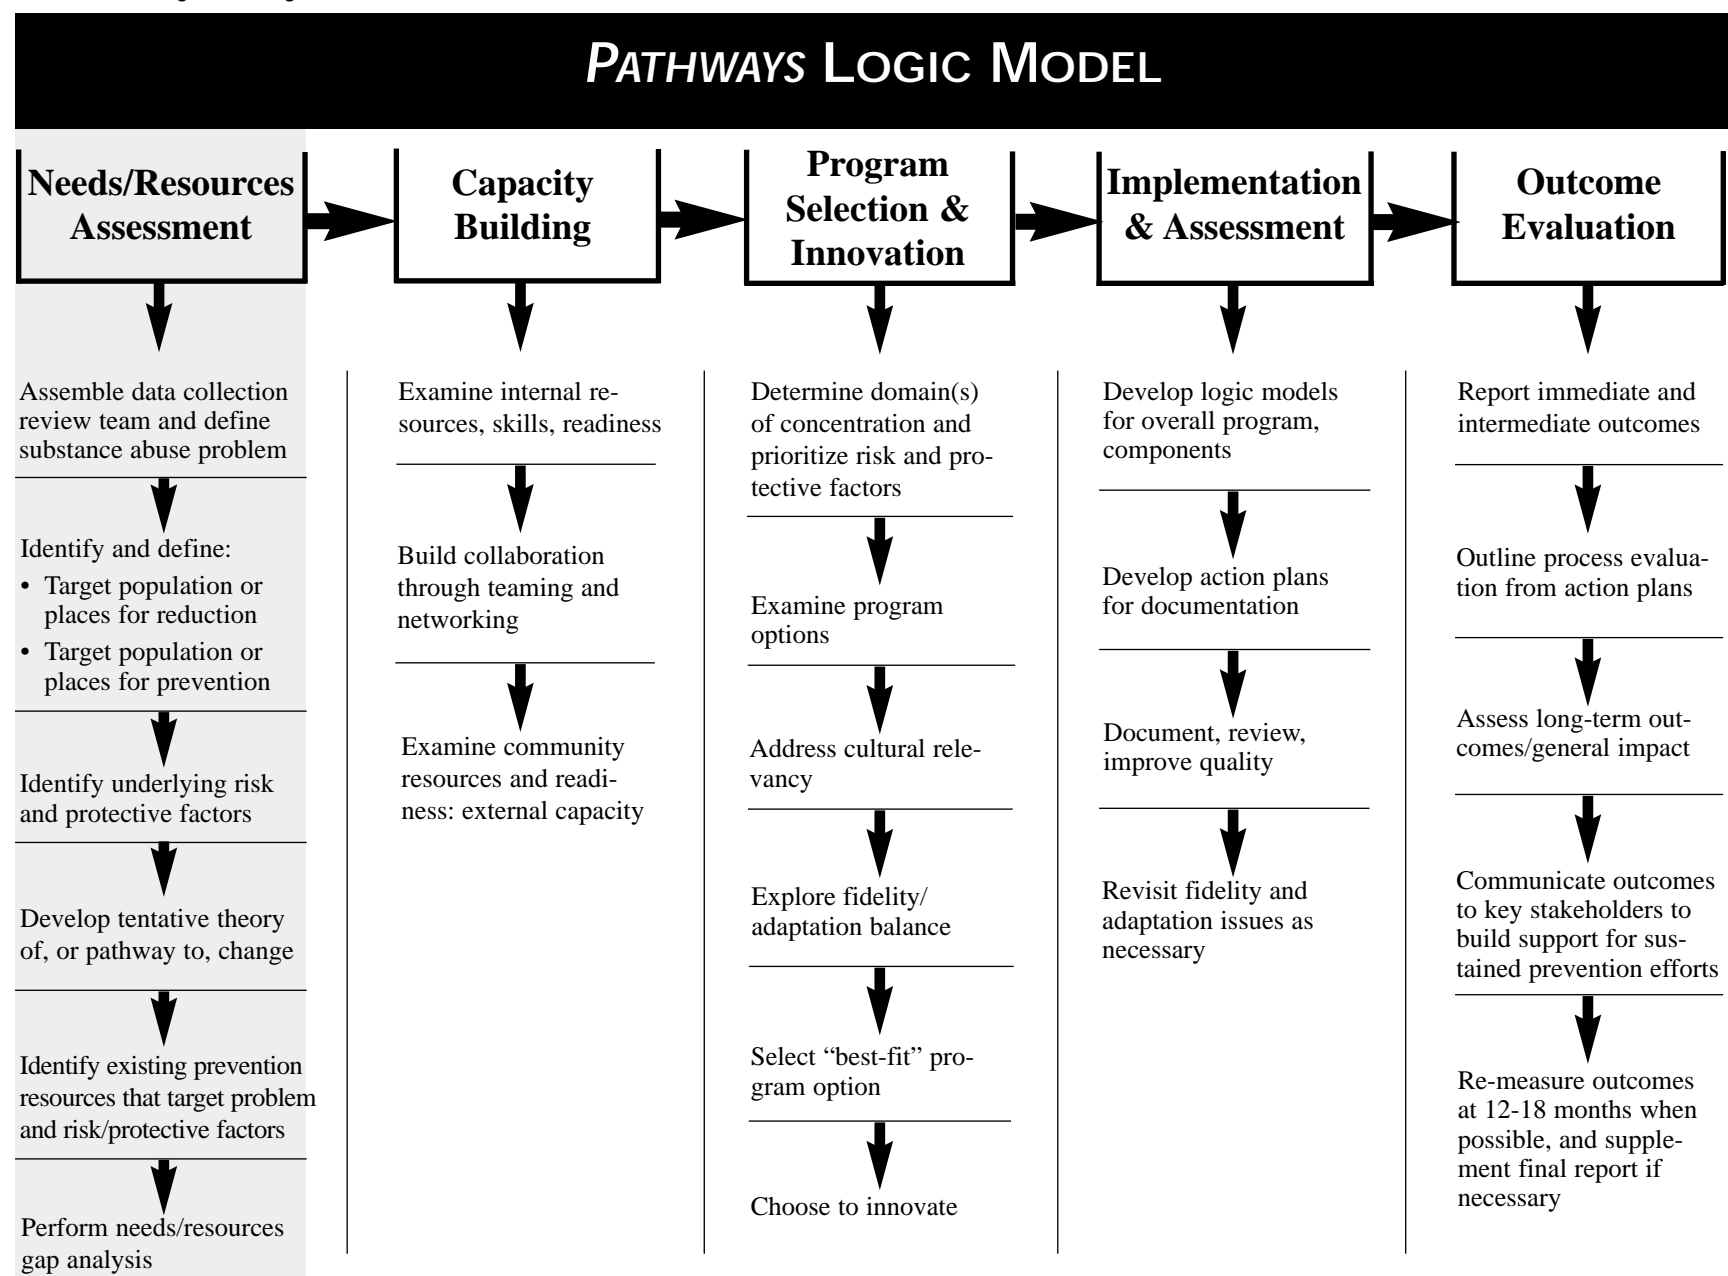 PATHWAYS LOGIC MODEL
Needs/Resources
Assessment
Assemble data collection
review team and define
substance abuse problem
Identify and define:
• Target population or
places for reduction
• Target population or
places for prevention
Identify underlying risk
and protective factors
Develop tentative theory
of, or pathway to, change
Identify existing prevention
resources that target problem
and risk/protective factors
Perform needs/resources
gap analysis
Capacity
Building
Examine internal re-
sources, skills, readiness
Build collaboration
through teaming and
networking
Examine community
resources and readi-
ness: external capacity
Program
Selection &
Innovation
Determine domain(s)
of concentration and
prioritize risk and pro-
tective factors
Examine program
options
Address cultural rele-
vancy
Explore fidelity/
adaptation balance
Select “best-fit” pro-
gram option
Choose to innovate
Implementation
& Assessment
Develop logic models
for overall program,
components
Develop action plans
for documentation
Document, review,
improve quality
Revisit fidelity and
adaptation issues as
necessary
Outcome
Evaluation
Report immediate and
intermediate outcomes
Outline process evalua-
tion from action plans
Assess long-term out-
comes/general impact
Communicate outcomes
to key stakeholders to
build support for sus-
tained prevention efforts
Re-measure outcomes
at 12-18 months when
possible, and supple-
ment final report if
necessary